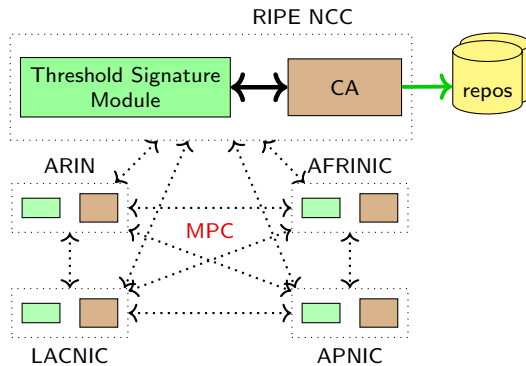 RIPE NCC
Threshold Signature
Module
CA
repos
ARIN
AFRINIC
MPC
LACNIC
APNIC